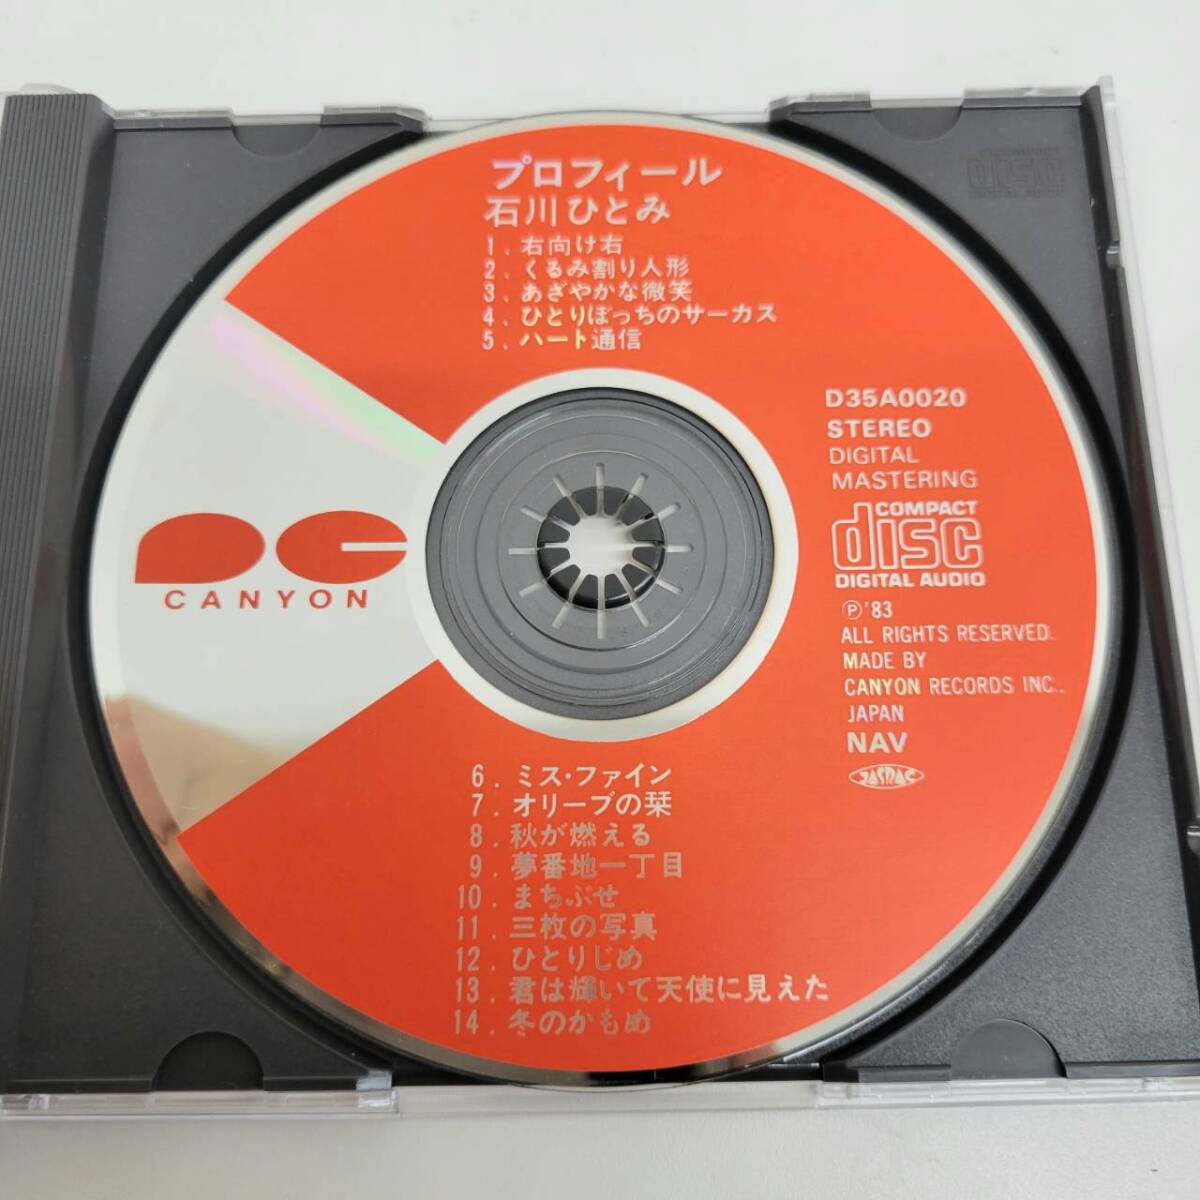 プロフィール
石川ひとみ
1. 右向け右
2. くるみ割り人形
3. あざやかな微笑
4. ひとりぼっちのサーカス
5. ハート通信
D35A0020
STEREO
DIGITAL
MASTERING
COMPACT
disc
DIGITAL AUDIO
Ⓟ'83
ALL RIGHTS RESERVED.
MADE BY
CANYON RECORDS INC.,
JAPAN
NAV
JASRAC
PC
CANYON
6. ミス・ファイン
7. オリーブの栞
8. 秋が燃える
9. 夢番地一丁目
10. まちぶせ
11. 三枚の写真
12. ひとりじめ
13. 君は輝いて天使に見えた
14. 冬のかもめ
disc